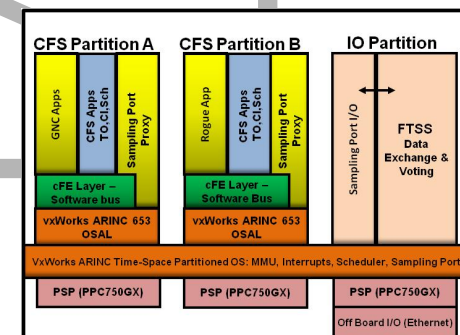 CFS Partition A
CFS Partition B
IO Partition
GNC Apps
CFS Apps
TO,CI.Sch
Sampling Port
Proxy
Rogue App
CFS Apps
TO,CI.Sch
Sampling Port
Proxy
Sampling Port I/O
FTSS
Data
Exchange &
Voting
cFE Layer –
Software bus
cFE Layer –
Software Bus
vxWorks ARINC 653
OSAL
vxWorks ARINC 653
OSAL
VxWorks ARINC Time-Space Partitioned OS: MMU, Interrupts, Scheduler, Sampling Port
PSP (PPC750GX)
PSP (PPC750GX)
PSP (PPC750GX)
Off Board I/O (Ethernet)